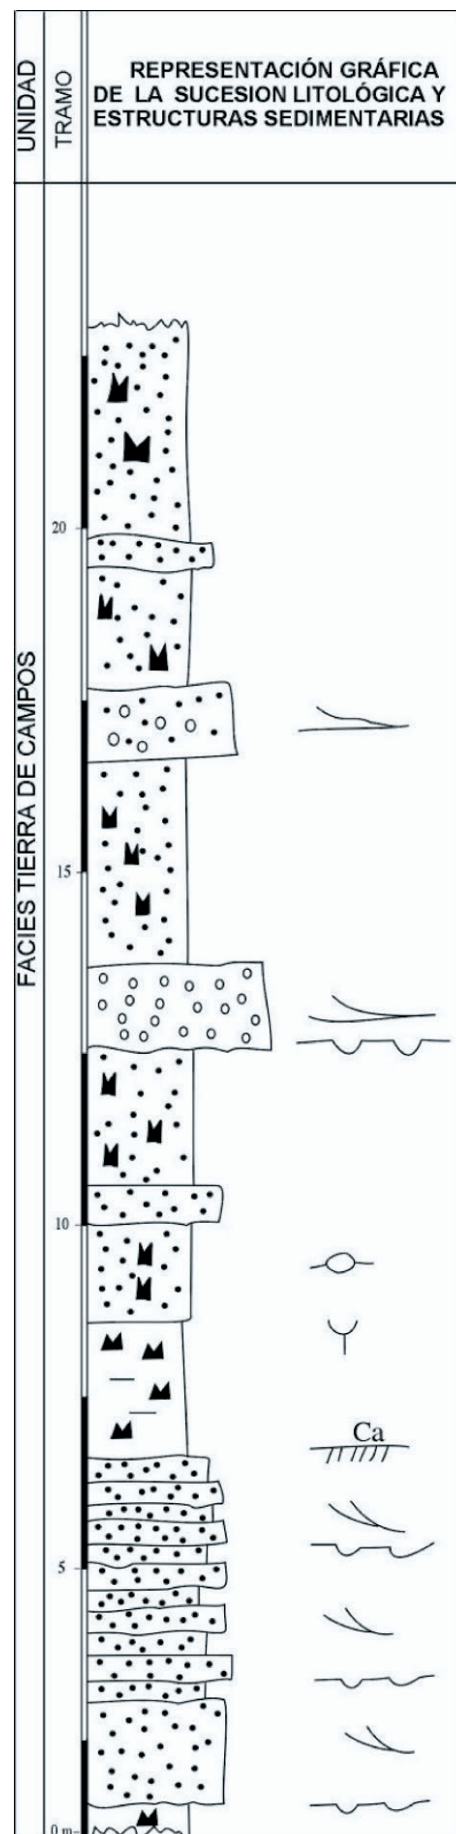 UNIDAD
TRAMO
REPRESENTACIÓN GRÁFICA
DE LA SUCESION LITOLÓGICA Y
ESTRUCTURAS SEDIMENTARIAS
FACIES TIERRA DE CAMPOS
20
15
10
Ca
5
0 m